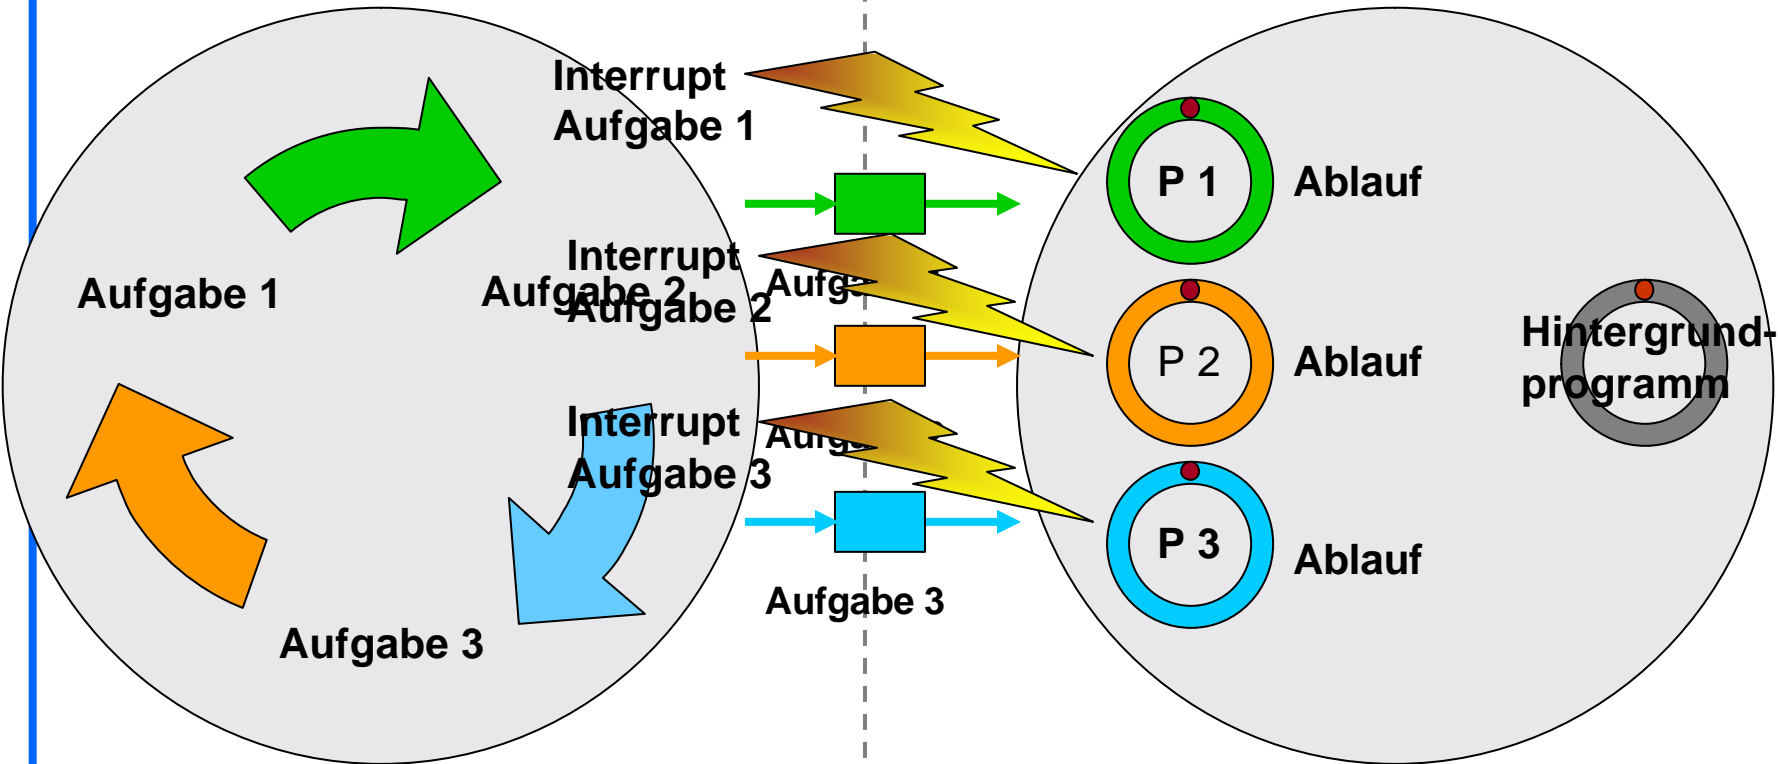 Interrupt
Aufgabe 1
P 1
Ablauf
Interrupt
Aufgabe 2
Aufgabe 1
Aufgabe 2
P 2
Ablauf
Hintergrund-
programm
Interrupt
Aufgabe 3
P 3
Ablauf
Aufgabe 3
Aufgabe 3